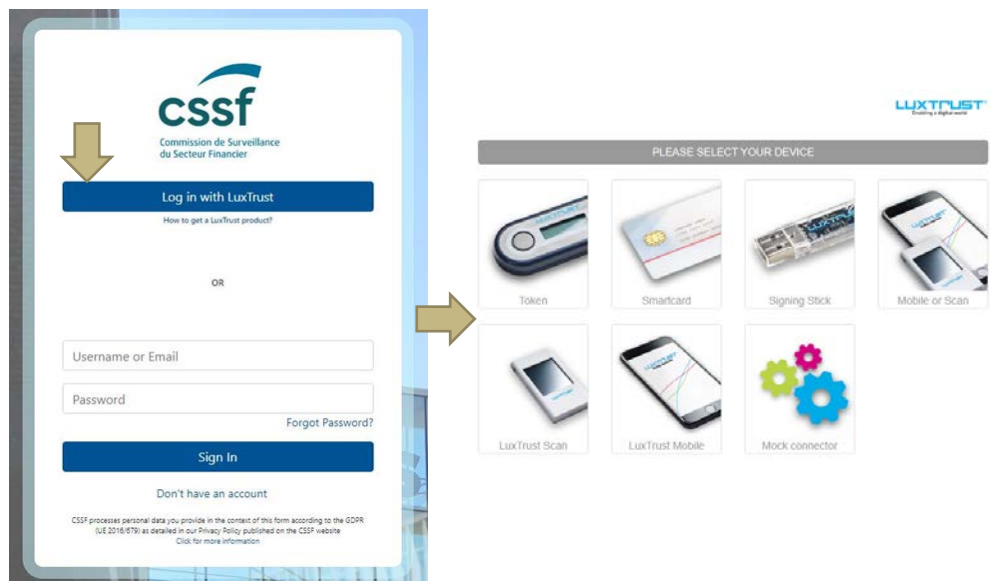 cssf
Commission de Surveillance
du Secteur Financier
Log in with LuxTrust
How to get a LuxTrust product?
OR
Username or Email
Password
Forgot Password?
Sign In
Don't have an account
CSSF processes personal data you provide in the context of this form according to the GDPR
(UE 2016/679) as detailed in our Privacy Policy published on the CSSF website
Click for more information
LUXTRUST
Enabling a digital world
PLEASE SELECT YOUR DEVICE
Token
Smartcard
Signing Stick
Mobile or Scan
LuxTrust Scan
LuxTrust Mobile
Mock connector